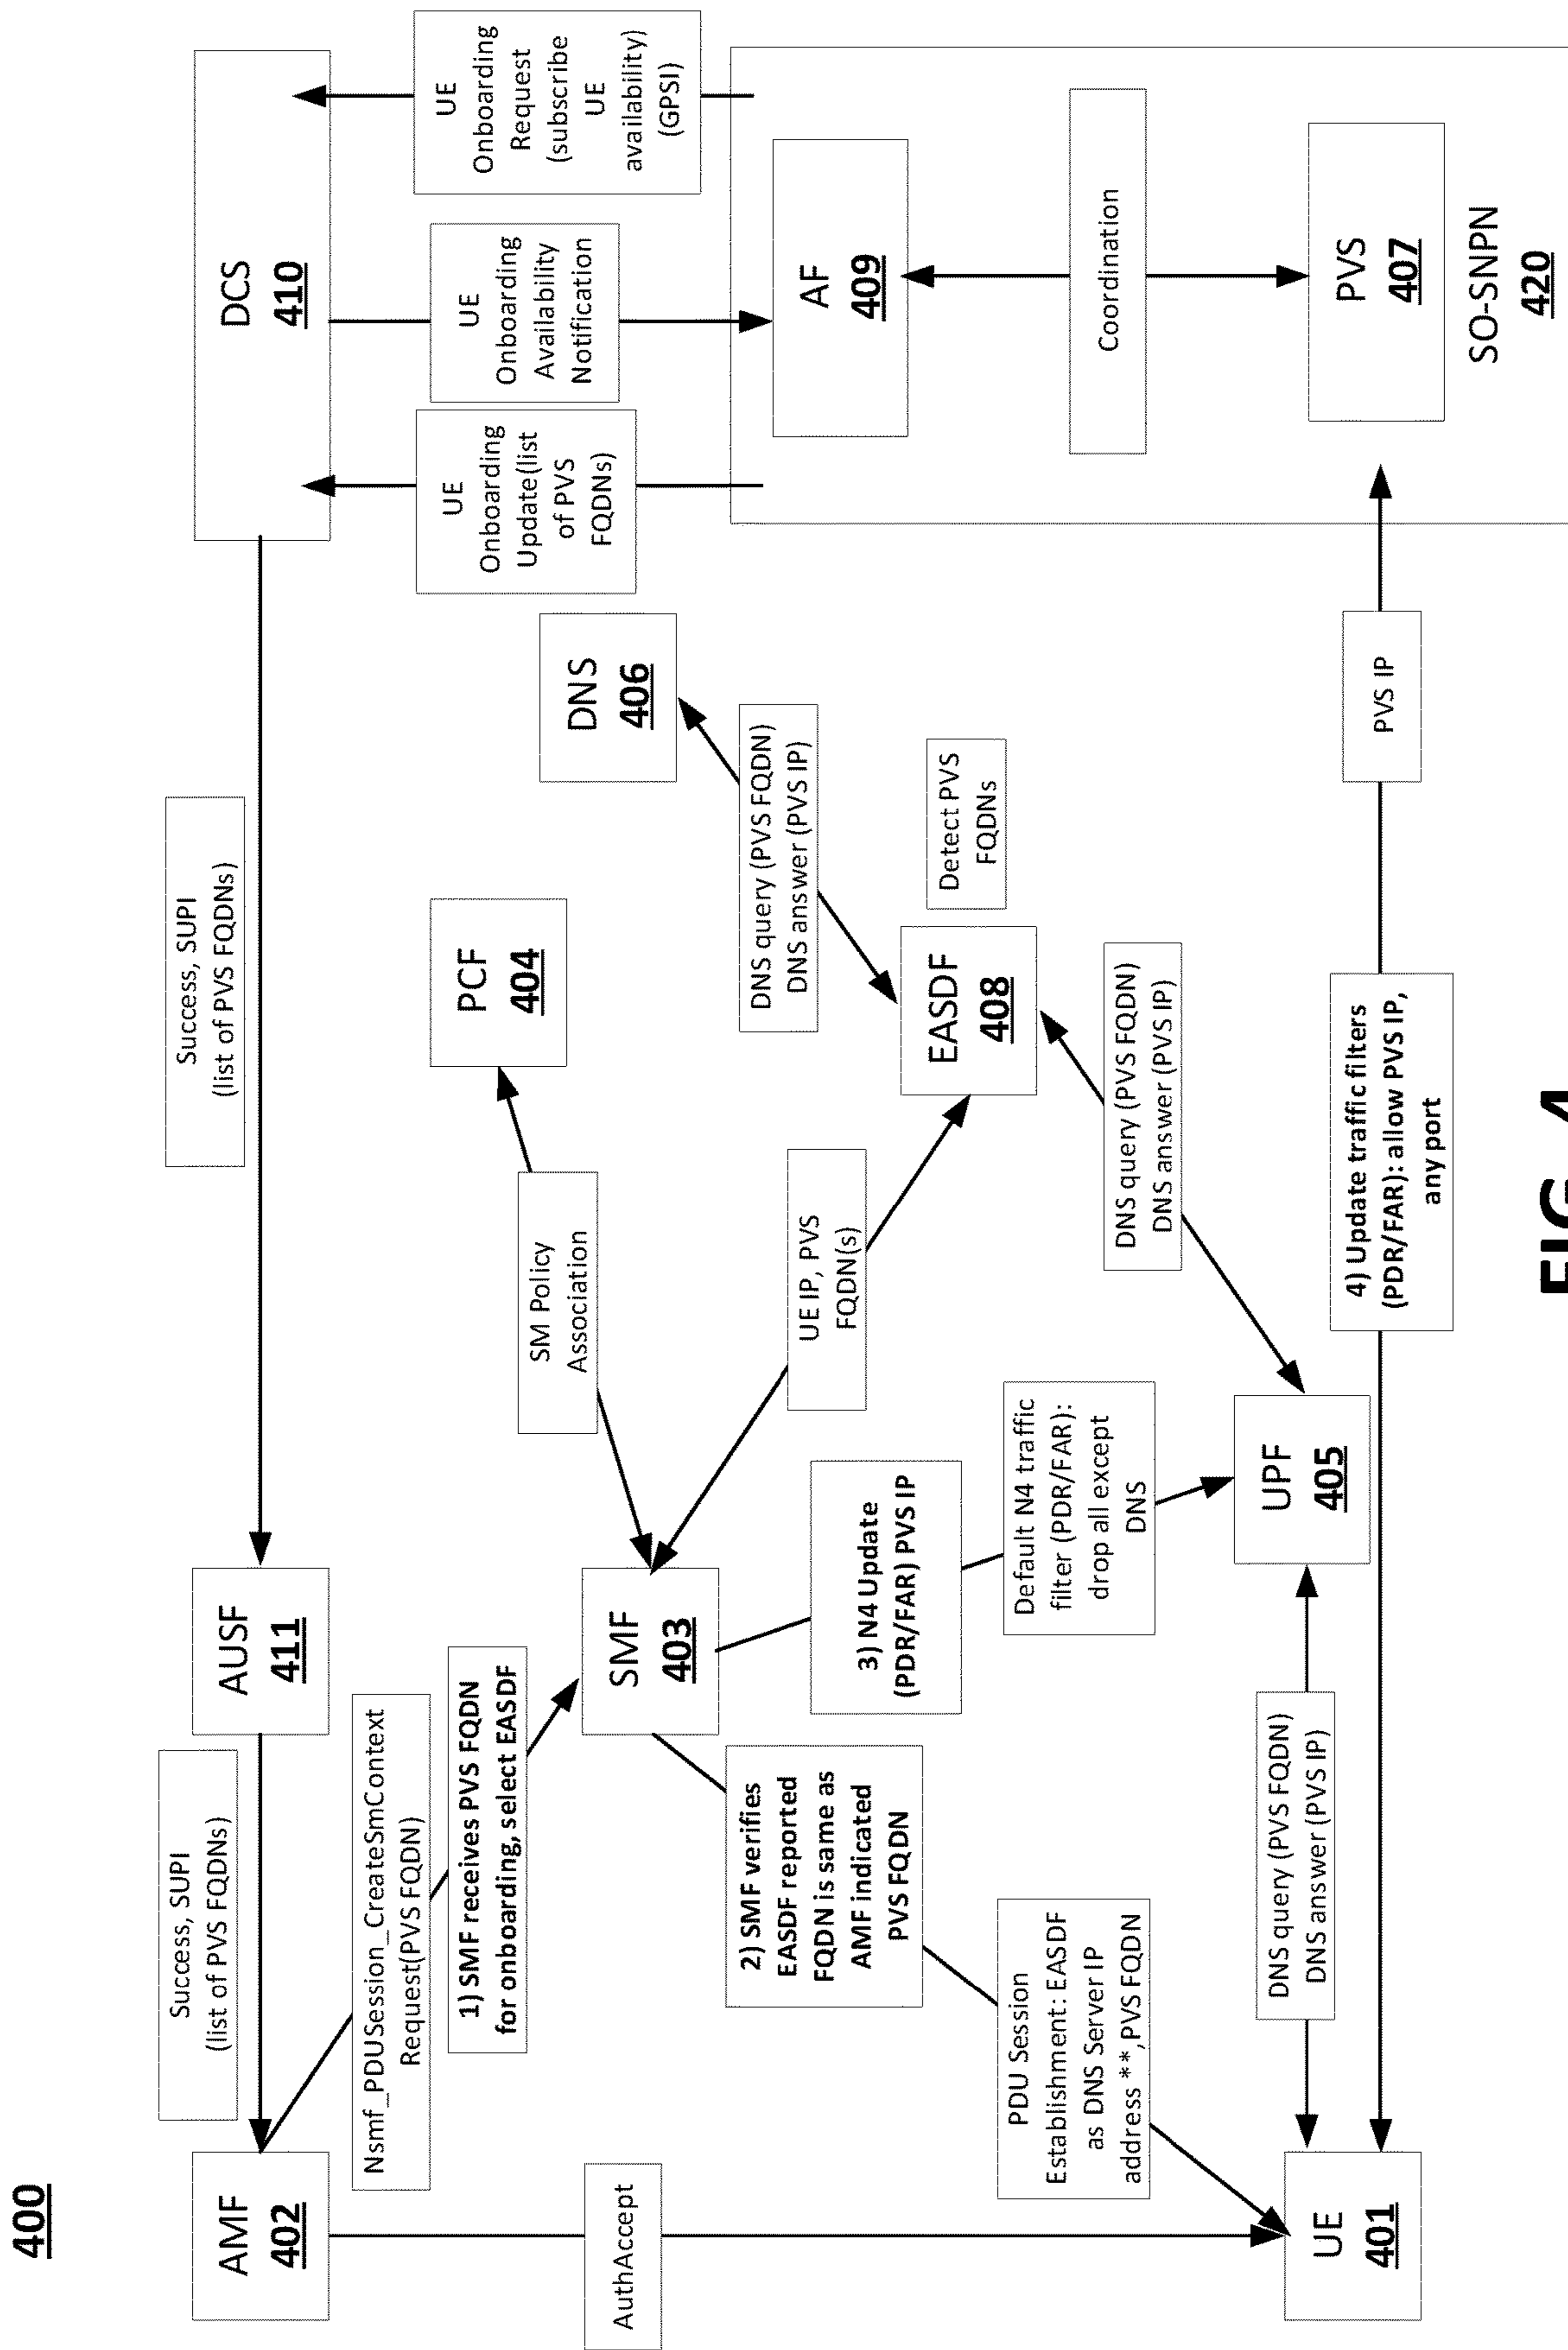 400
AMF
402
Success, SUPI
(list of PVS FQDNs)
AUSF
411
Success, SUPI
(list of PVS FQDNs)
DCS
410
AuthAccept
Nsmf_PDUSession_CreateSmContext
Request(PVS FQDN)
1) SMF receives PVS FQDN
for onboarding, select EASDF
SM Policy
Association
PCF
404
UE
Onboarding
Update(list
of PVS
FQDNs)
UE
Onboarding
Availability
Notification
UE
Onboarding
Request
(subscribe
UE
availability)
(GPSI)
SMF
403
DNS
406
2) SMF verifies
EASDF reported
FQDN is same as
AMF indicated
PVS FQDN
3) N4 Update
(PDR/FAR) PVS IP
UE IP, PVS
FQDN(s)
DNS query (PVS FQDN)
DNS answer (PVS IP)
AF
409
EASDF
408
Detect PVS
FQDNs
PDU Session
Establishment: EASDF
as DNS Server IP
address **,PVS FQDN
Default N4 traffic
filter (PDR/FAR):
drop all except
DNS
DNS query (PVS FQDN)
DNS answer (PVS IP)
Coordination
UE
401
DNS query (PVS FQDN)
DNS answer (PVS IP)
UPF
405
4) Update traffic filters
(PDR/FAR): allow PVS IP,
any port
PVS IP
PVS
407
SO-SNPN
420
FIG. 4